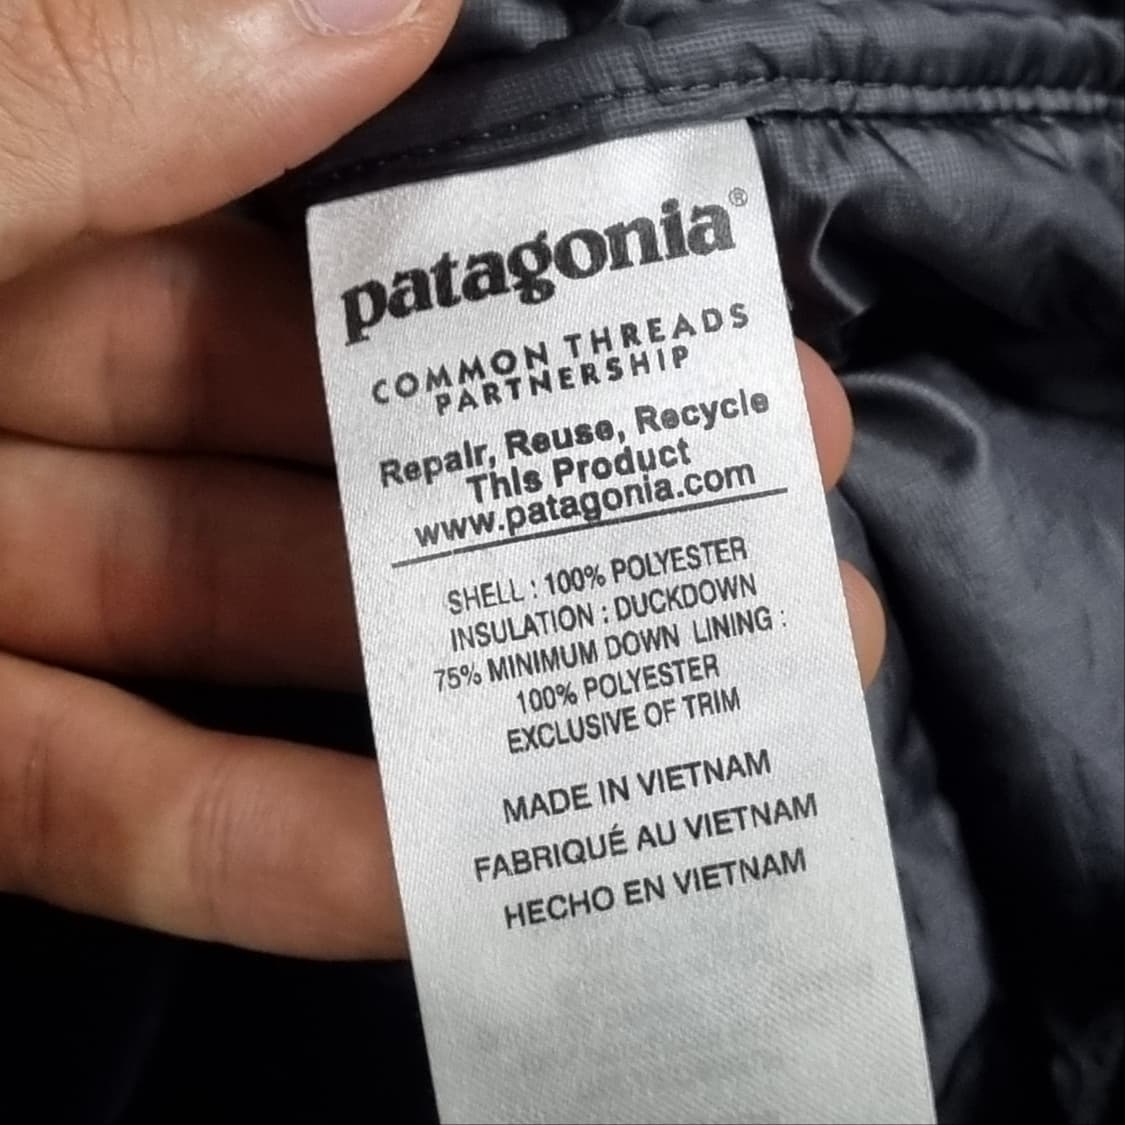 patagonia®
COMMON THREADS
PARTNERSHIP
Repair, Reuse, Recycle
This Product
www.patagonia.com
SHELL : 100% POLYESTER
INSULATION : DUCKDOWN
75% MINIMUM DOWN LINING :
100% POLYESTER
EXCLUSIVE OF TRIM
MADE IN VIETNAM
FABRIQUÉ AU VIETNAM
HECHO EN VIETNAM